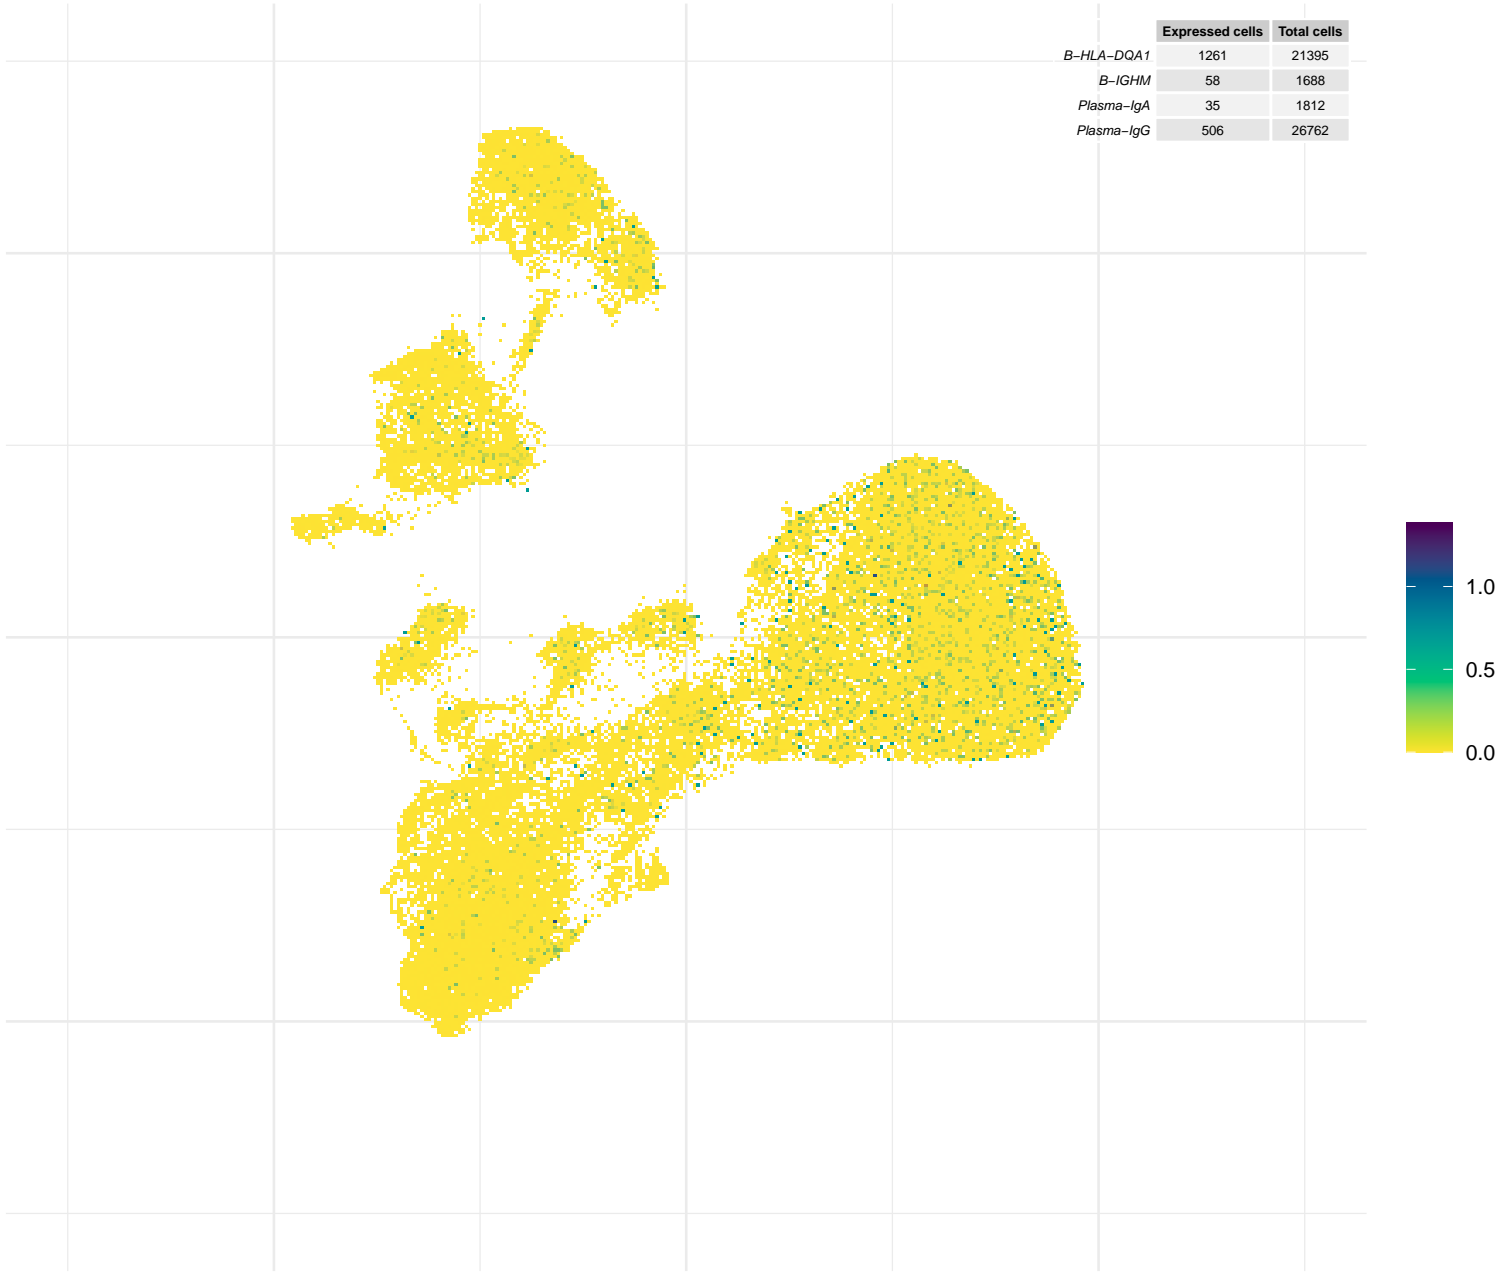 Expressed cells Total cells
B−HLA−DQA1 1261 21395
B−IGHM 58 1688
Plasma−IgA 35 1812
Plasma−IgG 506 26762
1.0
0.5
0.0